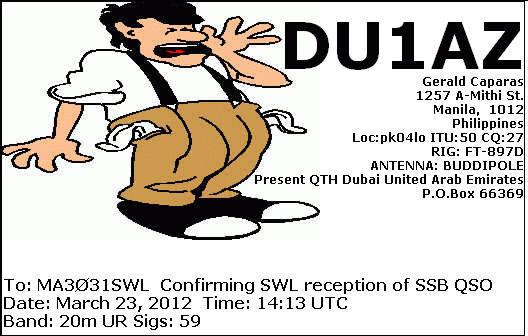 DU1AZ
Gerald Caparas
1257 A-Mithi St.
Manila, 1012
Philippines
Loc:pk04lo ITU:50 CQ:27
RIG: FT-897D
ANTENNA: BUDDIPOLE
Present QTH Dubai United Arab Emirates
P.O.Box 66369
To: MA3Ø31SWL  Confirming SWL reception of SSB QSO
Date: March 23, 2012  Time: 14:13 UTC
Band: 20m UR Sigs: 59